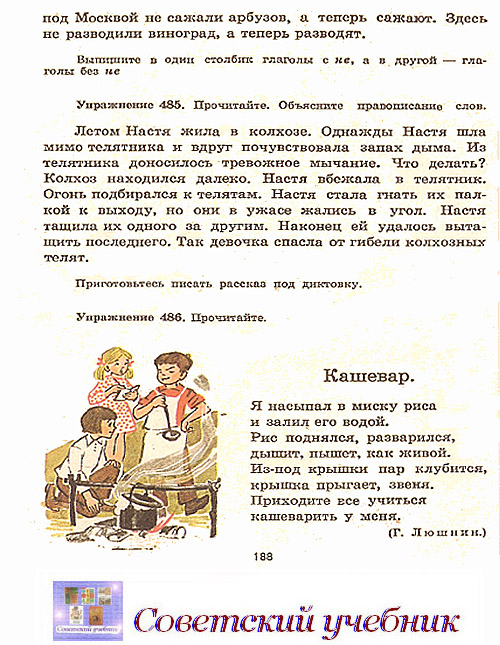 под Москвой не сажали арбузов, а теперь сажают. Здесь
не разводили виноград, а теперь разводят.
Выпишите в один столбик глаголы с не, а в другой — гла-
голы без не
Упражнение 485. Прочитайте. Объясните правописание слов.
Летом Настя жила в колхозе. Однажды Настя шла
мимо телятника и вдруг почувствовала запах дыма. Из
телятника доносилось тревожное мычание. Что делать?
Колхоз находился далеко. Настя вбежала в телятник.
Огонь подбирался к телятам. Настя стала гнать их пал-
кой к выходу, но они в ужасе жались в угол. Настя
тащила их одного за другим. Наконец ей удалось выта-
щить последнего. Так девочка спасла от гибели колхозных
телят.
Приготовьтесь писать рассказ под диктовку.
Упражнение 486. Прочитайте.
Кашевар.
Я насыпал в миску риса
и залил его водой.
Рис поднялся, разварился,
дышит, пышет, как живой.
Из-под крышки пар клубится,
крышка прыгает, звеня.
Приходите все учиться
кашеварить у меня.
(Г. Люшнин.)
188
Советский учебник
Советский учебник